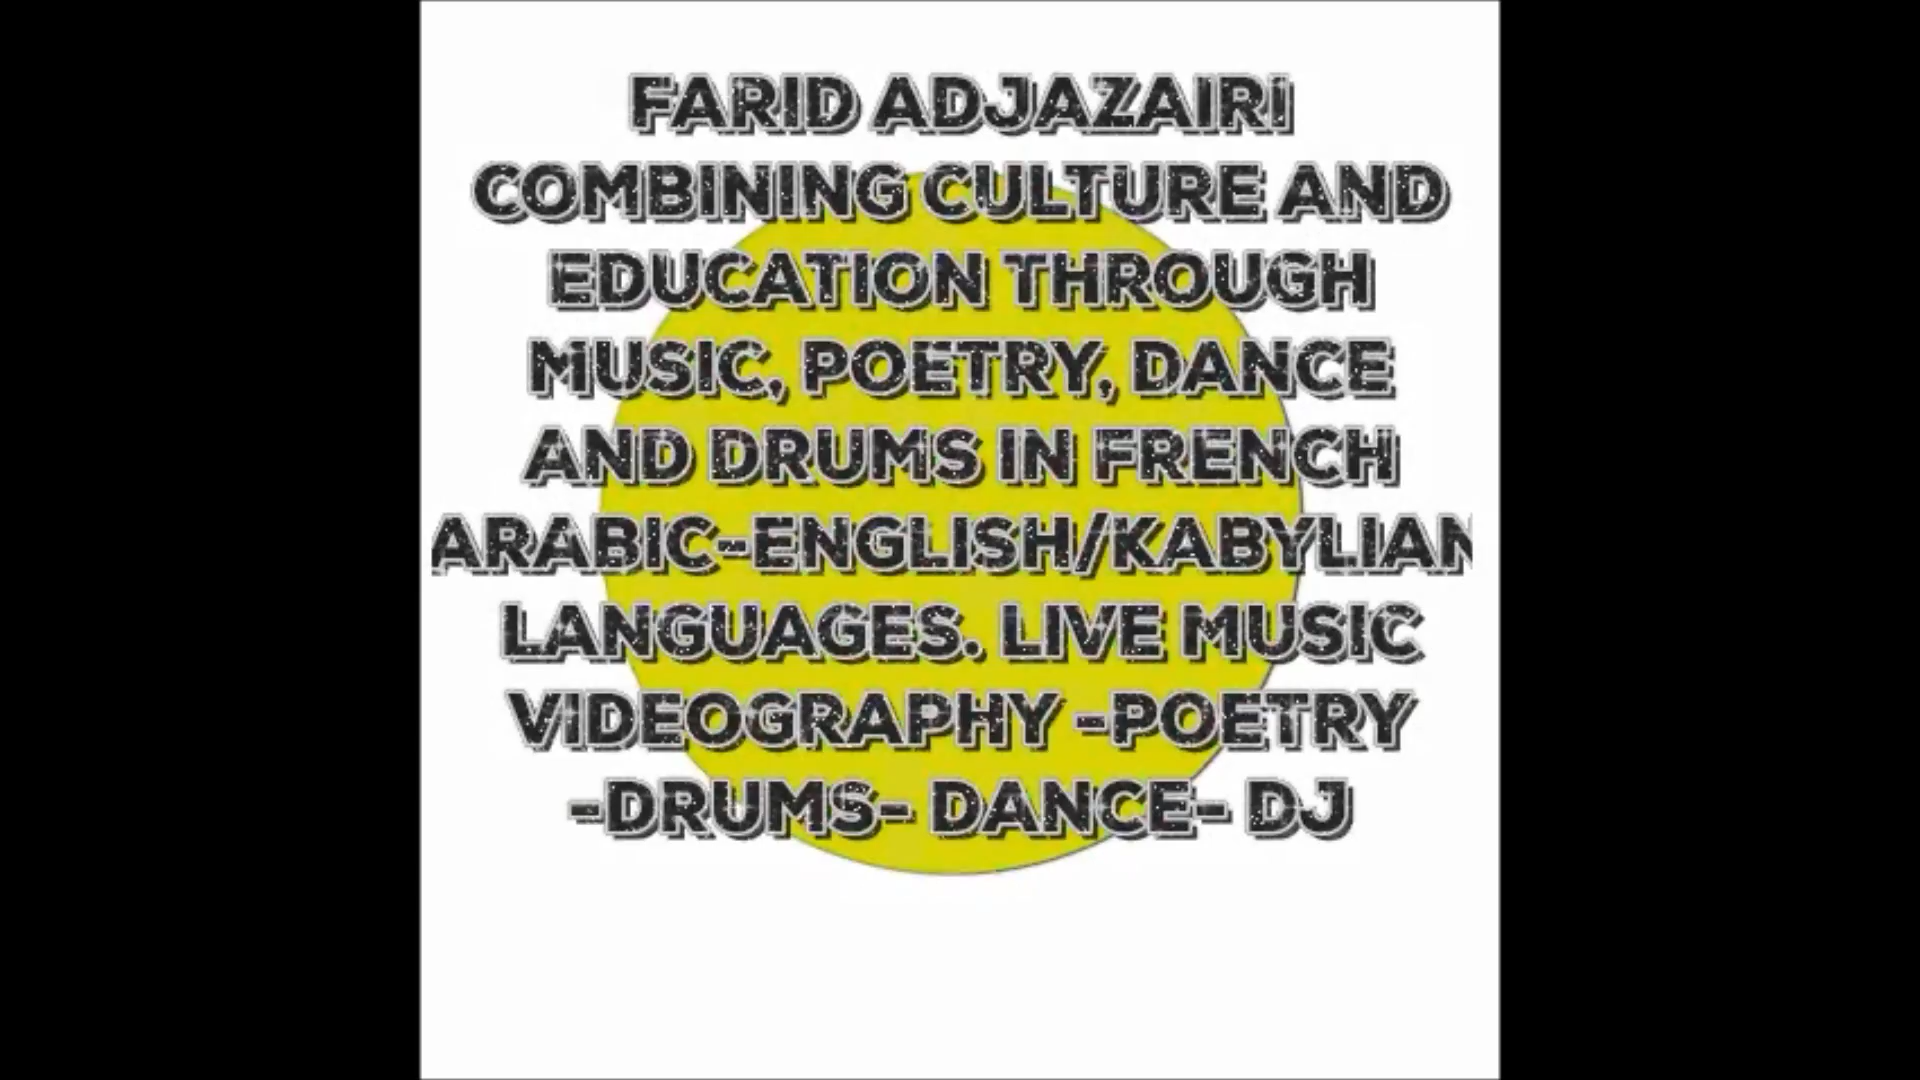 FARID ADJAZAIRI
COMBINING CULTURE AND
EDUCATION THROUGH
MUSIC, POETRY, DANCE
AND DRUMS IN FRENCH
ARABIC-ENGLISH/KABYLIAN
LANGUAGES. LIVE MUSIC
VIDEOGRAPHY -POETRY
-DRUMS- DANCE- DJ